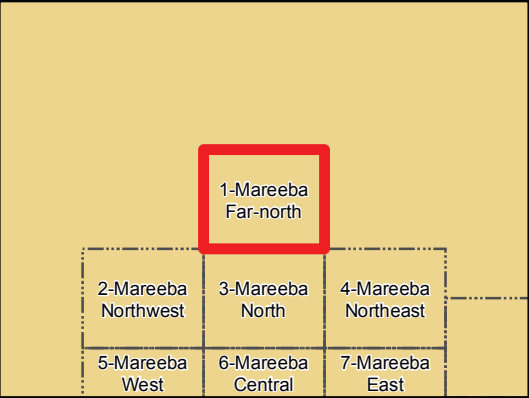 1-Mareeba
Far-north
2-Mareeba
Northwest
3-Mareeba
North
4-Mareeba
Northeast
5-Mareeba
West
6-Mareeba
Central
7-Mareeba
East